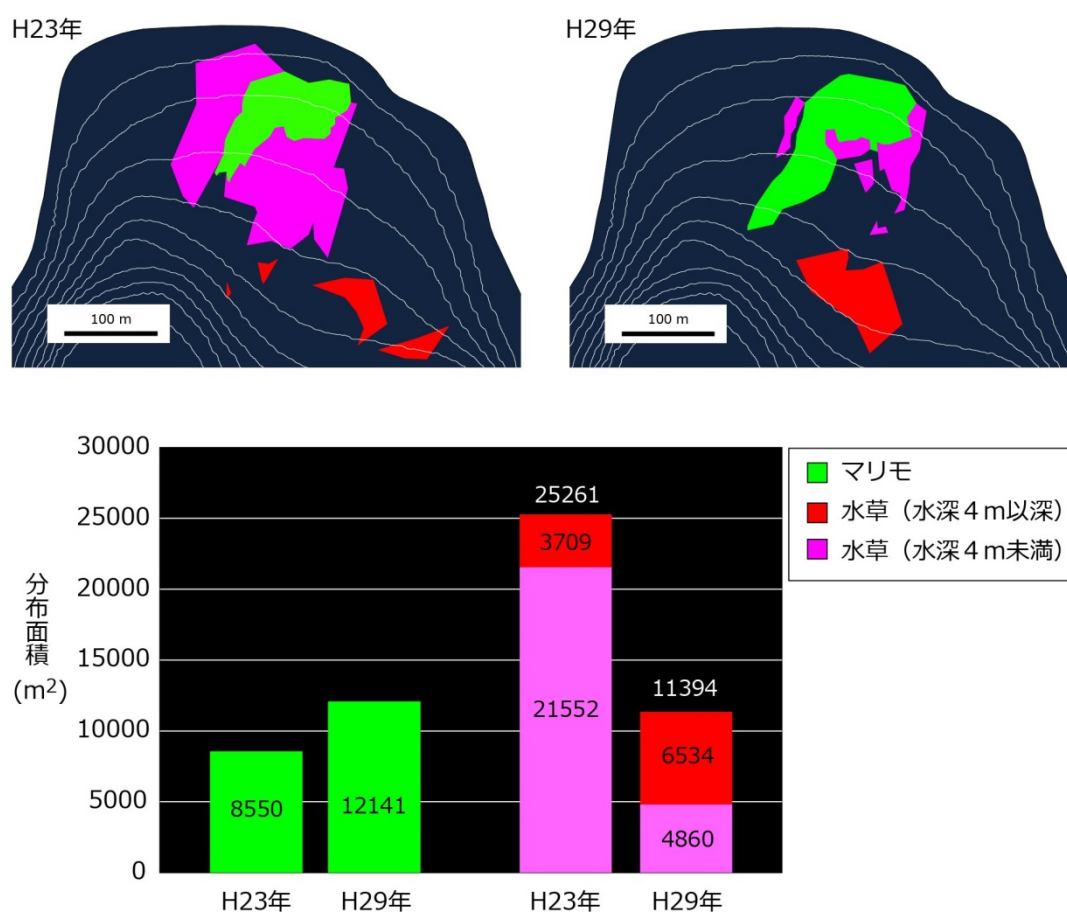 H23年
H29年
100 m
100 m
30000
25000
20000
15000
10000
5000
0
分布面積
(m²)
25261
3709
21552
11394
6534
4860
8550
12141
H23年
H29年
H23年
H29年
マリモ
水草（水深４ｍ以深）
水草（水深４ｍ未満）